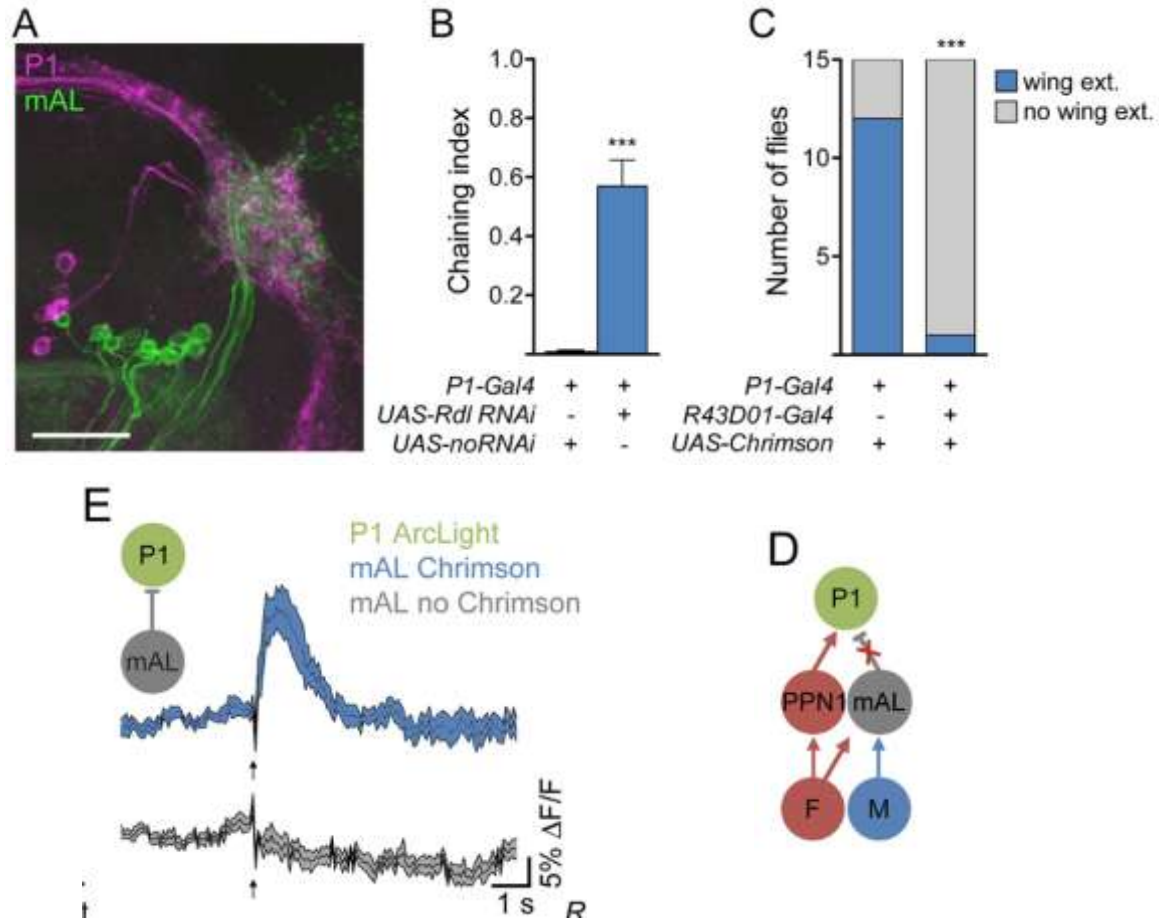 A
P1
mAL
B
1.0
0.8
0.6
0.4
0.2
Chaining index
***
P1-Gal4 + +
UAS-Rdl RNAi - +
UAS-noRNAi + -
C
15
10
5
Number of flies
***
wing ext.
no wing ext.
P1-Gal4 + +
R43D01-Gal4 - +
UAS-Chrimson + +
E
P1
mAL
P1 ArcLight
mAL Chrimson
mAL no Chrimson
5% ΔF/F
1 s
D
P1
PPN1 mAL
F M
R